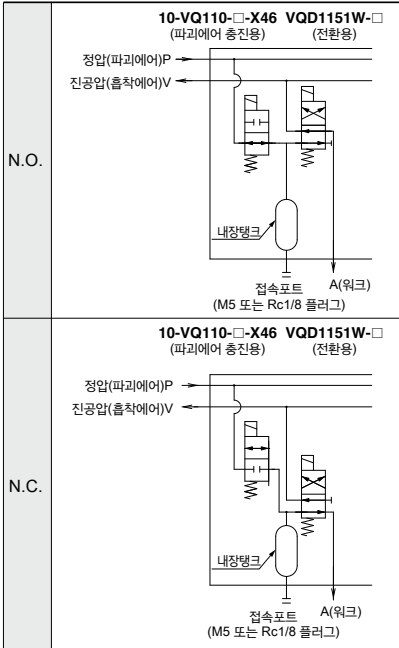 10-VQ110-□-X46 VQD1151W-□
(파괴에어 충진용) (전환용)
정압(파괴에어)P
진공압(흡착에어)V
N.O.
내장탱크
접속포트 A(워크)
(M5 또는 Rc1/8 플러그)
10-VQ110-□-X46 VQD1151W-□
(파괴에어 충진용) (전환용)
정압(파괴에어)P
진공압(흡착에어)V
N.C.
내장탱크
접속포트 A(워크)
(M5 또는 Rc1/8 플러그)